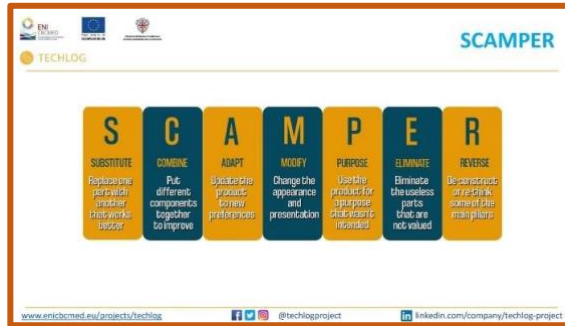 ENI
CBCMED
SCAMPER
TECHLOG
S
SUBSTITUTE
Replace one
part with
another
that works
better
C
COMBINE
Put
different
components
together
to improve
A
ADAPT
Update the
product
to new
preferences
M
MODIFY
Change the
appearance
and
presentation
P
PURPOSE
Use the
product for
a purpose
that wasn't
intended
E
ELIMINATE
Eliminate
the useless
parts
that are
not valued
R
REVERSE
De-construct
or re-think
some of the
main pillars
www.enicbcmed.eu/projects/techlog
@techlogproject
linkedin.com/company/techlog-project